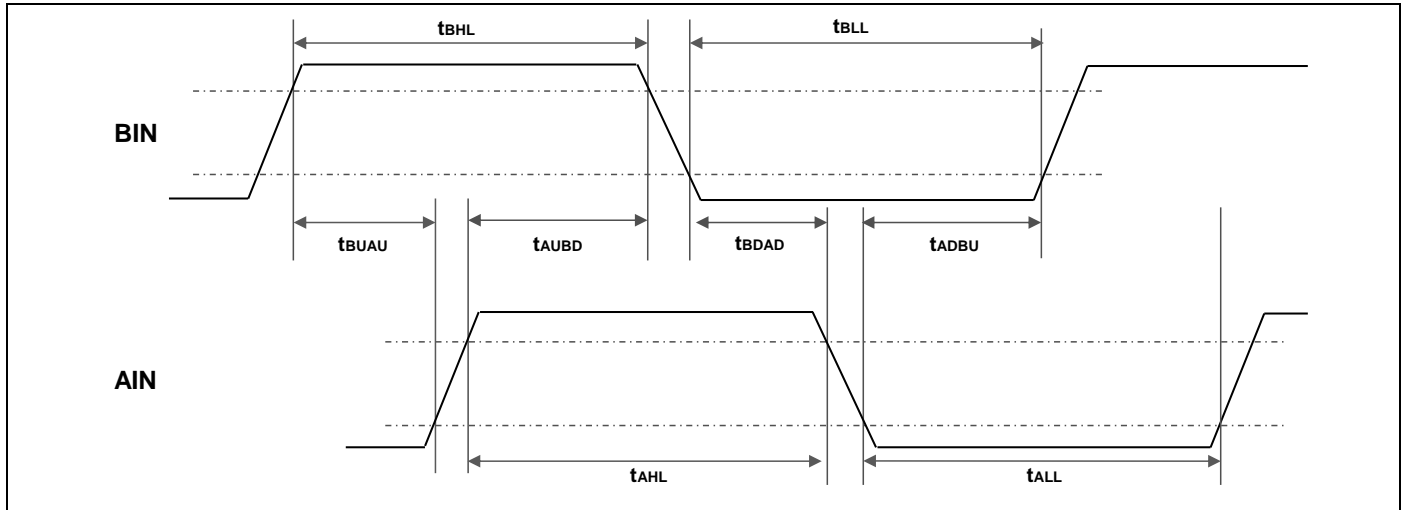 tBHL tBLL
BIN
tBUAU tAUBD tBDAD tADBU
AIN
tAHL tALL